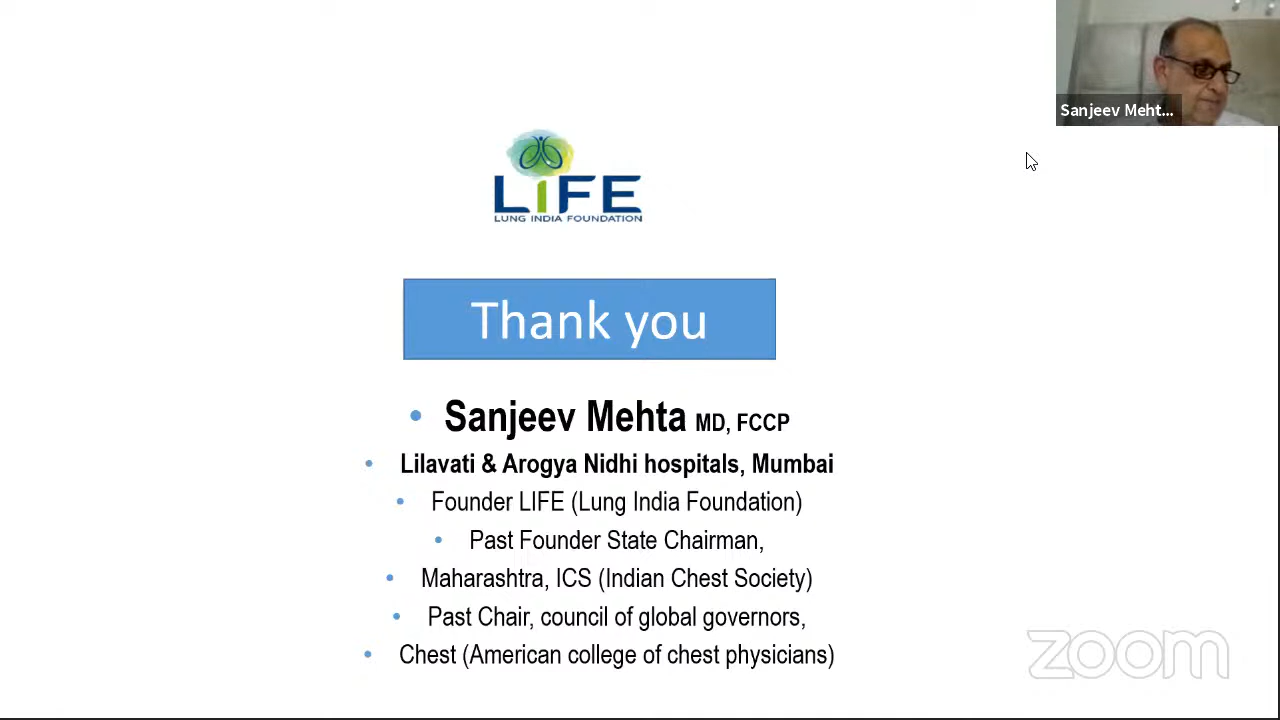 Sanjeev Meht...
LiFE
LUNG INDIA FOUNDATION
Thank you
• Sanjeev Mehta MD, FCCP
• Lilavati & Arogya Nidhi hospitals, Mumbai
• Founder LIFE (Lung India Foundation)
• Past Founder State Chairman,
• Maharashtra, ICS (Indian Chest Society)
• Past Chair, council of global governors,
• Chest (American college of chest physicians)
zoom